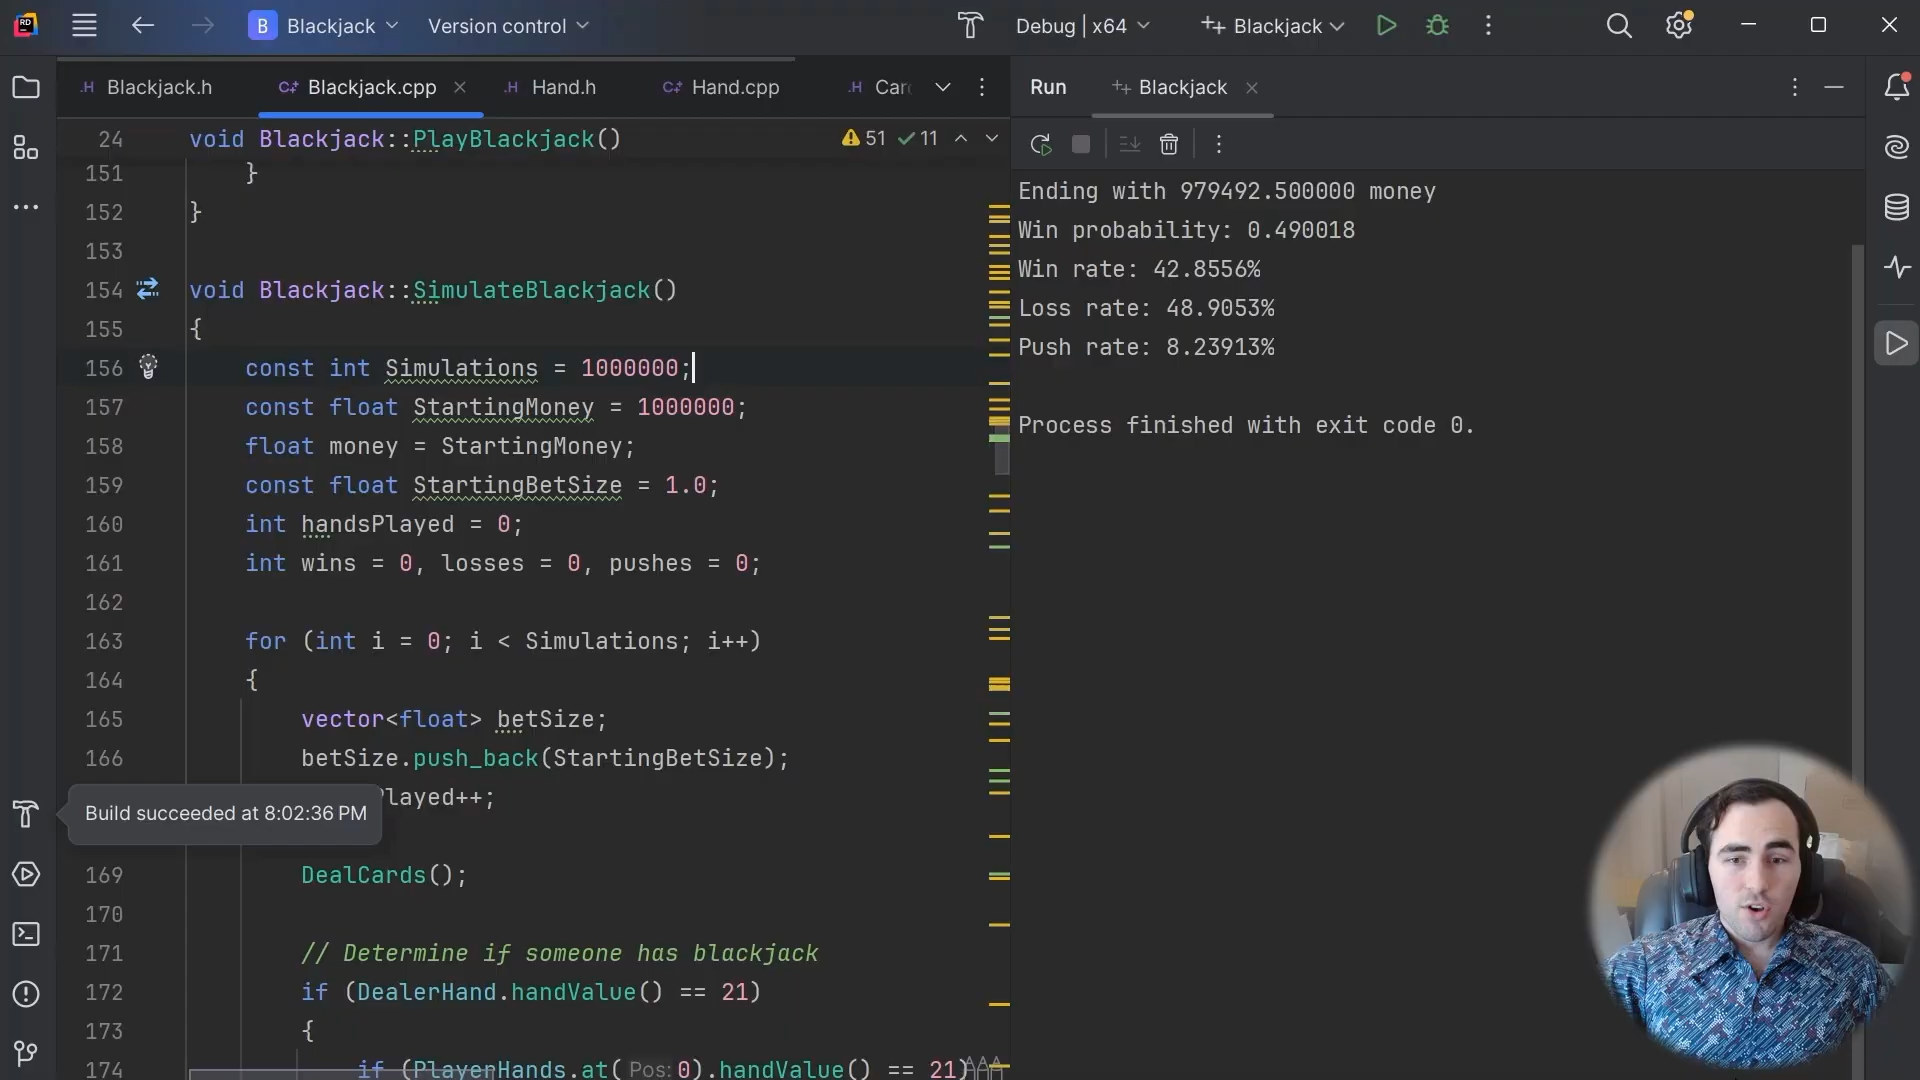 RD
B Blackjack
Version control
Debug | x64
Blackjack
Blackjack.h
Blackjack.cpp
Hand.h
Hand.cpp
Car
Run
Blackjack
24 void Blackjack::PlayBlackjack()
51 11
151 }
152 }
153
154 void Blackjack::SimulateBlackjack()
155 {
156 const int Simulations = 1000000;
157 const float StartingMoney = 1000000;
158 float money = StartingMoney;
159 const float StartingBetSize = 1.0;
160 int handsPlayed = 0;
161 int wins = 0, losses = 0, pushes = 0;
162
163 for (int i = 0; i < Simulations; i++)
164 {
165 vector<float> betSize;
166 betSize.push_back(StartingBetSize);
Played++;
Build succeeded at 8:02:36 PM
169 DealCards();
170
171 // Determine if someone has blackjack
172 if (DealerHand.handValue() == 21)
173 {
174 if (PlayerHands.at( Pos: 0).handValue() == 21)
Ending with 979492.500000 money
Win probability: 0.490018
Win rate: 42.8556%
Loss rate: 48.9053%
Push rate: 8.23913%
Process finished with exit code 0.